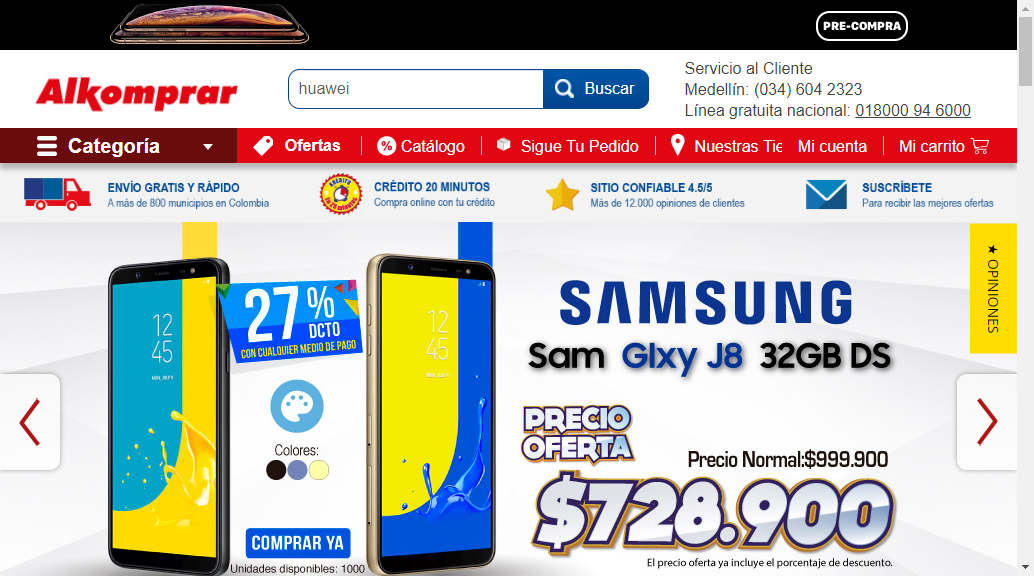 PRE-COMPRA
Alkomprar
huawei
Buscar
Servicio al Cliente
Medellín: (034) 604 2323
Línea gratuita nacional: 018000 94 6000
Categoría
Ofertas
Catálogo
Sigue Tu Pedido
Nuestras Tie
Mi cuenta
Mi carrito
ENVÍO GRATIS Y RÁPIDO
A más de 800 municipios en Colombia
CRÉDITO 20 MINUTOS
Compra online con tu crédito
SITIO CONFIABLE 4.5/5
Más de 12.000 opiniones de clientes
SUSCRÍBETE
Para recibir las mejores ofertas
★ OPINIONES
12
45
27% DCTO
CON CUALQUIER MEDIO DE PAGO
12
45
Colores:
COMPRAR YA
Unidades disponibles: 1000
SAMSUNG
Sam Glxy J8 32GB DS
PRECIO
OFERTA
Precio Normal:$999.900
$728.900
El precio oferta ya incluye el porcentaje de descuento.